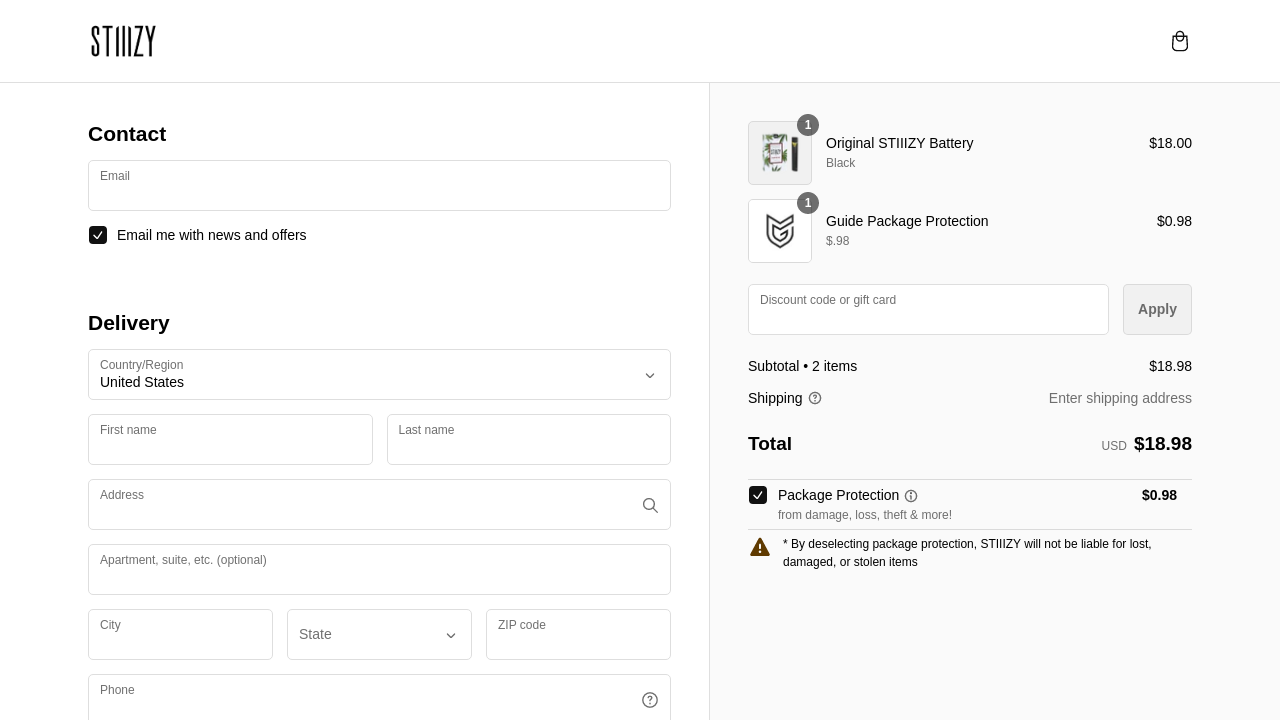 STIIIZY
Contact
Email
Email me with news and offers
Delivery
Country/Region
United States
First name
Last name
Address
Apartment, suite, etc. (optional)
City
State
ZIP code
Phone
1
Original STIIIZY Battery
$18.00
Black
1
Guide Package Protection
$0.98
$.98
Discount code or gift card
Apply
Subtotal • 2 items
$18.98
Shipping
Enter shipping address
Total
USD $18.98
Package Protection
$0.98
from damage, loss, theft & more!
* By deselecting package protection, STIIIZY will not be liable for lost,
damaged, or stolen items